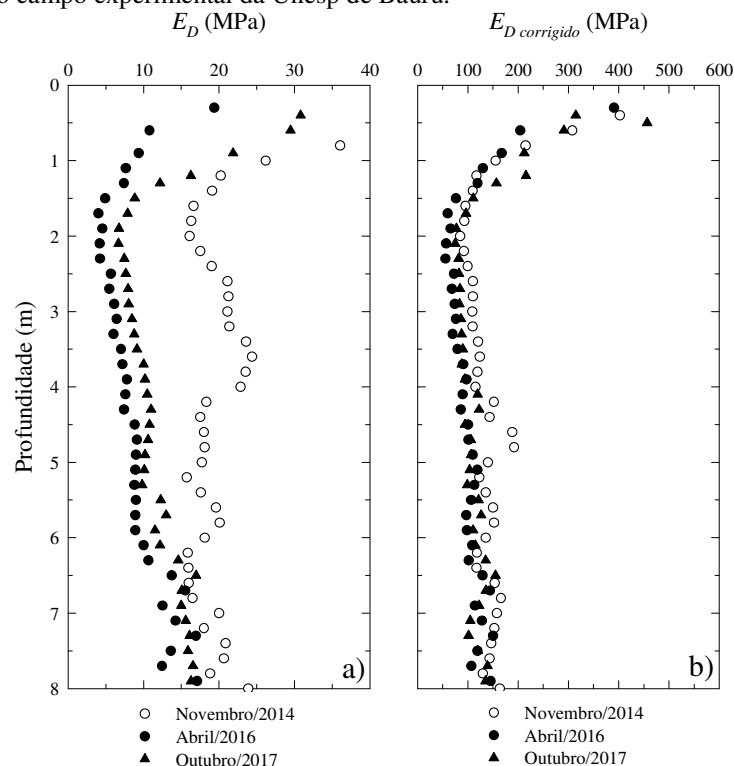 o campo experimental da Unesp de Bauru.
E_D (MPa)
0 10 20 30 40
0
1
2
3
4
5
6
7
8
Profundidade (m)
a)
Novembro/2014
Abril/2016
Outubro/2017
E_D corrigido (MPa)
0 100 200 300 400 500 600
b)
Novembro/2014
Abril/2016
Outubro/2017